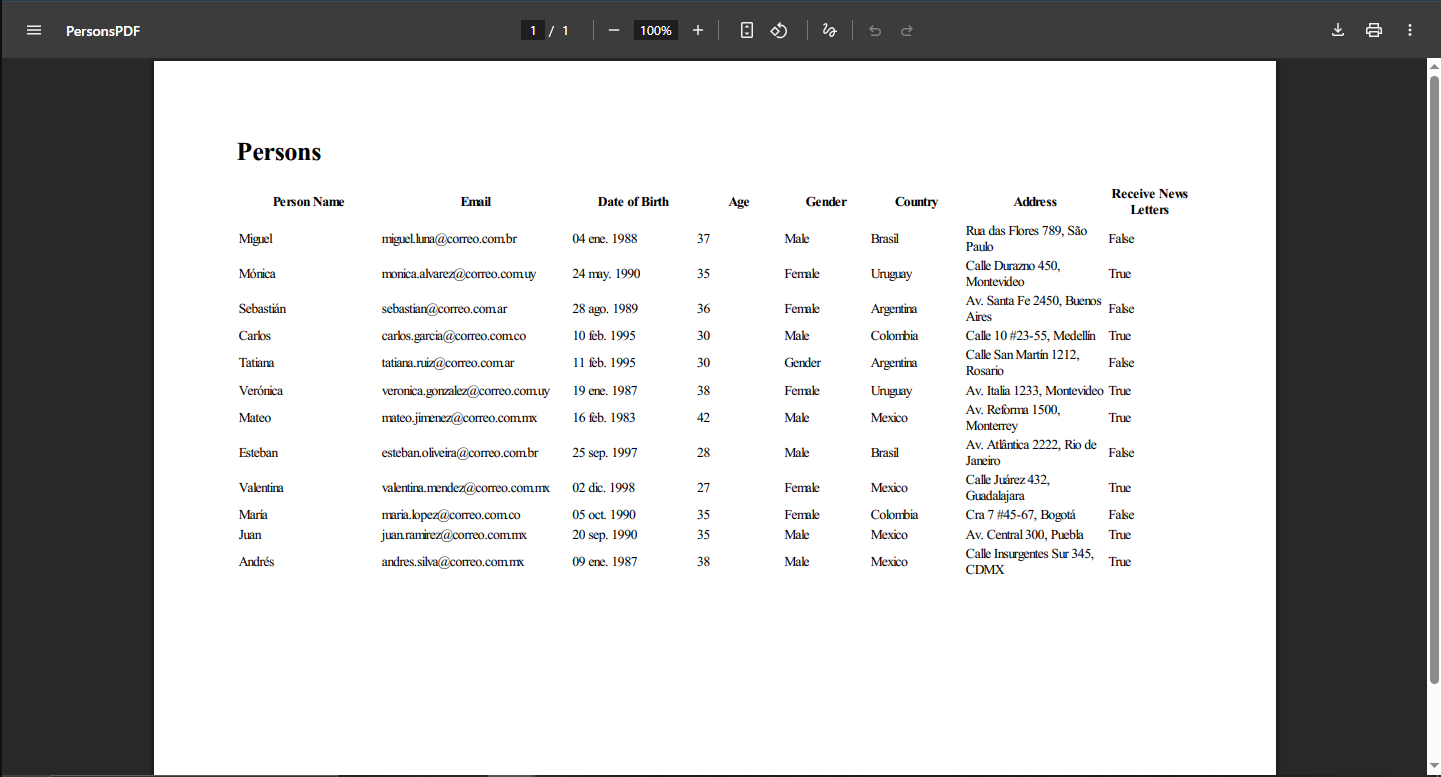 PersonsPDF
1 / 1
100%
Persons
Person Name Email Date of Birth Age Gender Country Address Receive News Letters
Miguel miguel.luna@correo.com.br 04 ene. 1988 37 Male Brasil Rua das Flores 789, São Paulo False
Mónica monica.alvarez@correo.com.uy 24 may. 1990 35 Female Uruguay Calle Durazno 450, Montevideo True
Sebastián sebastian@correo.com.ar 28 ago. 1989 36 Female Argentina Av. Santa Fe 2450, Buenos Aires False
Carlos carlos.garcia@correo.com.co 10 feb. 1995 30 Male Colombia Calle 10 #23-55, Medellín True
Tatiana tatiana.ruiz@correo.com.ar 11 feb. 1995 30 Gender Argentina Calle San Martín 1212, Rosario False
Verónica veronica.gonzalez@correo.com.uy 19 ene. 1987 38 Female Uruguay Av. Italia 1233, Montevideo True
Mateo mateo.jimenez@correo.com.mx 16 feb. 1983 42 Male Mexico Av. Reforma 1500, Monterrey True
Esteban esteban.oliveira@correo.com.br 25 sep. 1997 28 Male Brasil Av. Atlântica 2222, Rio de Janeiro False
Valentina valentina.mendez@correo.com.mx 02 dic. 1998 27 Female Mexico Calle Juárez 432, Guadalajara True
María maria.lopez@correo.com.co 05 oct. 1990 35 Female Colombia Cra 7 #45-67, Bogotá False
Juan juan.ramirez@correo.com.mx 20 sep. 1990 35 Male Mexico Av. Central 300, Puebla True
Andrés andres.silva@correo.com.mx 09 ene. 1987 38 Male Mexico Calle Insurgentes Sur 345, CDMX True